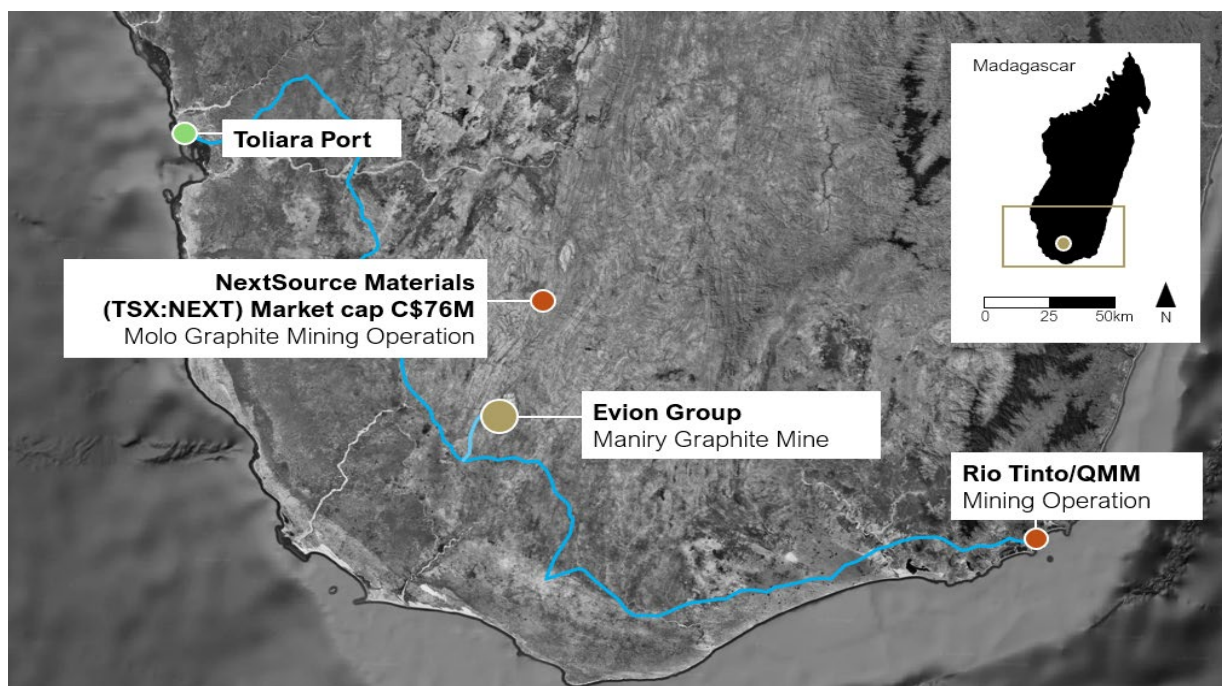 Madagascar
0 25 50km
N
Toliara Port
NextSource Materials
(TSX:NEXT) Market cap C$76M
Molo Graphite Mining Operation
Evion Group
Maniry Graphite Mine
Rio Tinto/QMM
Mining Operation